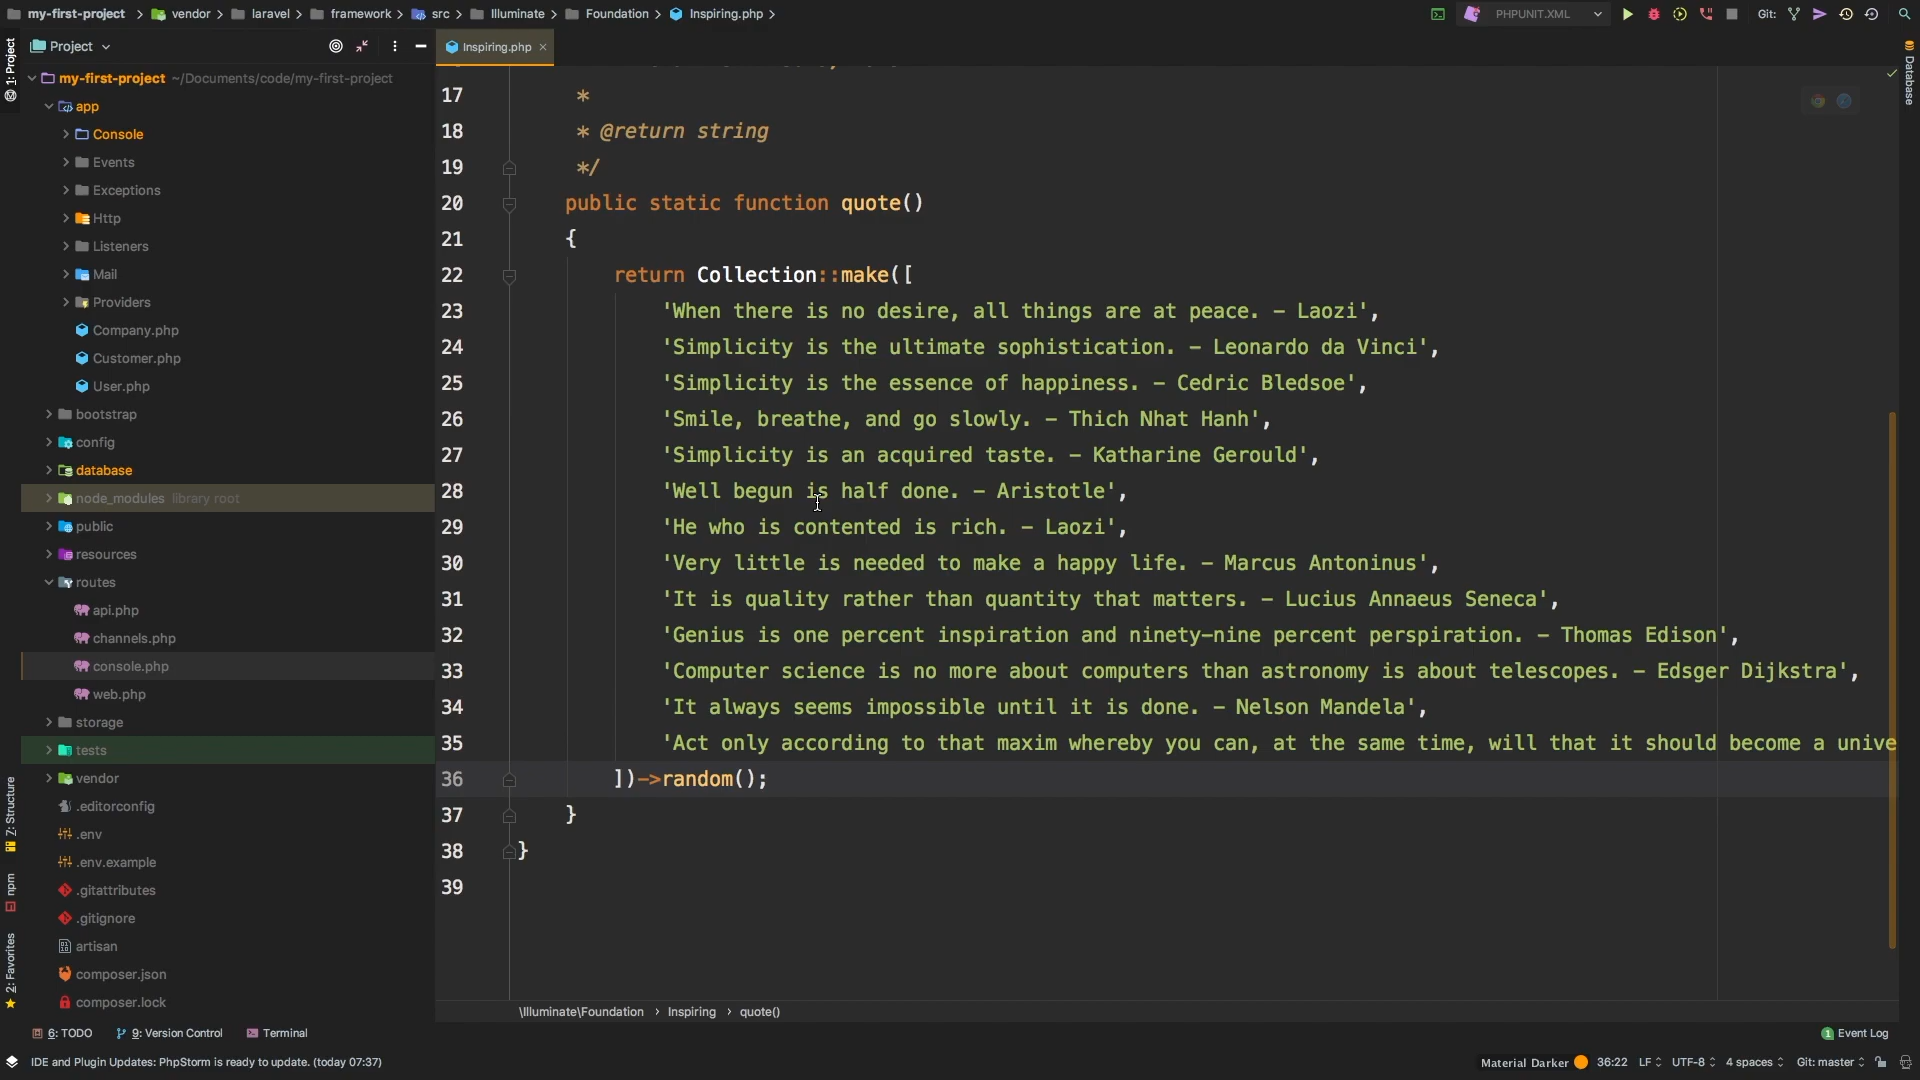 my-first-project > vendor > laravel > framework > src > Illuminate > Foundation > Inspiring.php >
PHPUNIT.XML
Git:
1: Project
Project
Inspiring.php
Database
my-first-project ~/Documents/code/my-first-project
app
Console
Events
Exceptions
Http
Listeners
Mail
Providers
Company.php
Customer.php
User.php
bootstrap
config
database
node_modules library root
public
resources
routes
api.php
channels.php
console.php
web.php
storage
tests
vendor
.editorconfig
.env
.env.example
.gitattributes
.gitignore
artisan
composer.json
composer.lock
Z: Structure
npm
2: Favorites
17 *
18 * @return string
19 */
20 public static function quote()
21 {
22 return Collection::make([
23 'When there is no desire, all things are at peace. - Laozi',
24 'Simplicity is the ultimate sophistication. - Leonardo da Vinci',
25 'Simplicity is the essence of happiness. - Cedric Bledsoe',
26 'Smile, breathe, and go slowly. - Thich Nhat Hanh',
27 'Simplicity is an acquired taste. - Katharine Gerould',
28 'Well begun is half done. - Aristotle',
29 'He who is contented is rich. - Laozi',
30 'Very little is needed to make a happy life. - Marcus Antoninus',
31 'It is quality rather than quantity that matters. - Lucius Annaeus Seneca',
32 'Genius is one percent inspiration and ninety-nine percent perspiration. - Thomas Edison',
33 'Computer science is no more about computers than astronomy is about telescopes. - Edsger Dijkstra',
34 'It always seems impossible until it is done. - Nelson Mandela',
35 'Act only according to that maxim whereby you can, at the same time, will that it should become a unive
36 ])->random();
37 }
38 }
39
\Illuminate\Foundation > Inspiring > quote()
6: TODO 9: Version Control Terminal
1 Event Log
IDE and Plugin Updates: PhpStorm is ready to update. (today 07:37)
Material Darker 36:22 LF UTF-8 4 spaces Git: master